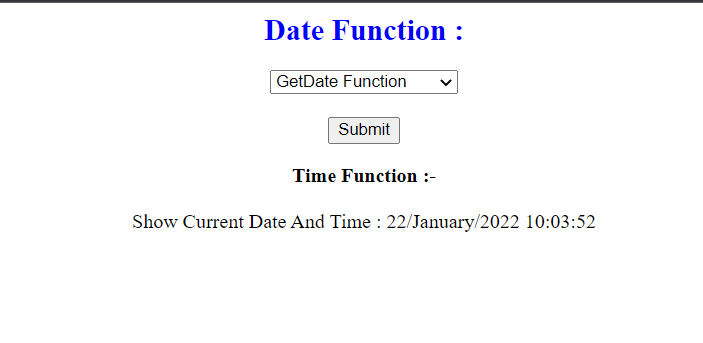 Date Function :
GetDate Function
Submit
Time Function :-
Show Current Date And Time : 22/January/2022 10:03:52